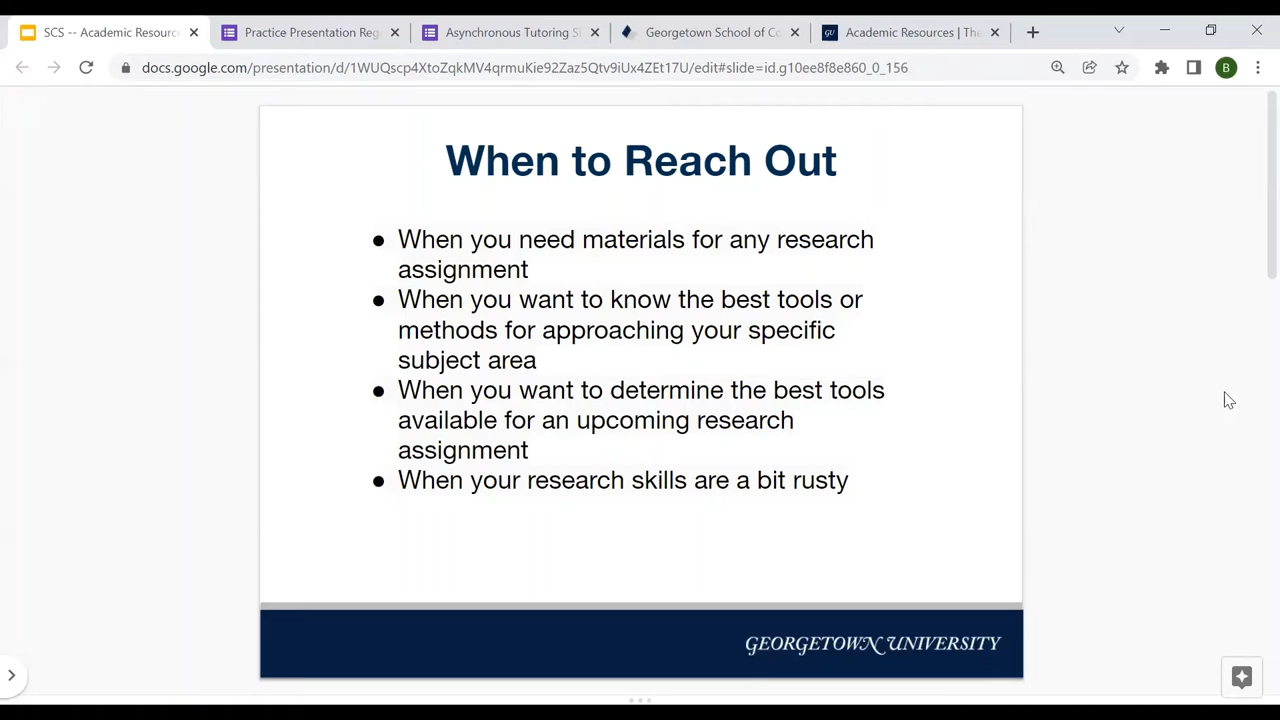 SCS -- Academic Resourc
Practice Presentation Reg
Asynchronous Tutoring S
Georgetown School of Co
Academic Resources | The
docs.google.com/presentation/d/1WUQscp4XtoZqkMV4qrmuKie92Zaz5Qtv9iUx4ZEt17U/edit#slide=id.g10ee8f8e860_0_156
B
When to Reach Out
● When you need materials for any research
assignment
● When you want to know the best tools or
methods for approaching your specific
subject area
● When you want to determine the best tools
available for an upcoming research
assignment
● When your research skills are a bit rusty
GEORGETOWN UNIVERSITY